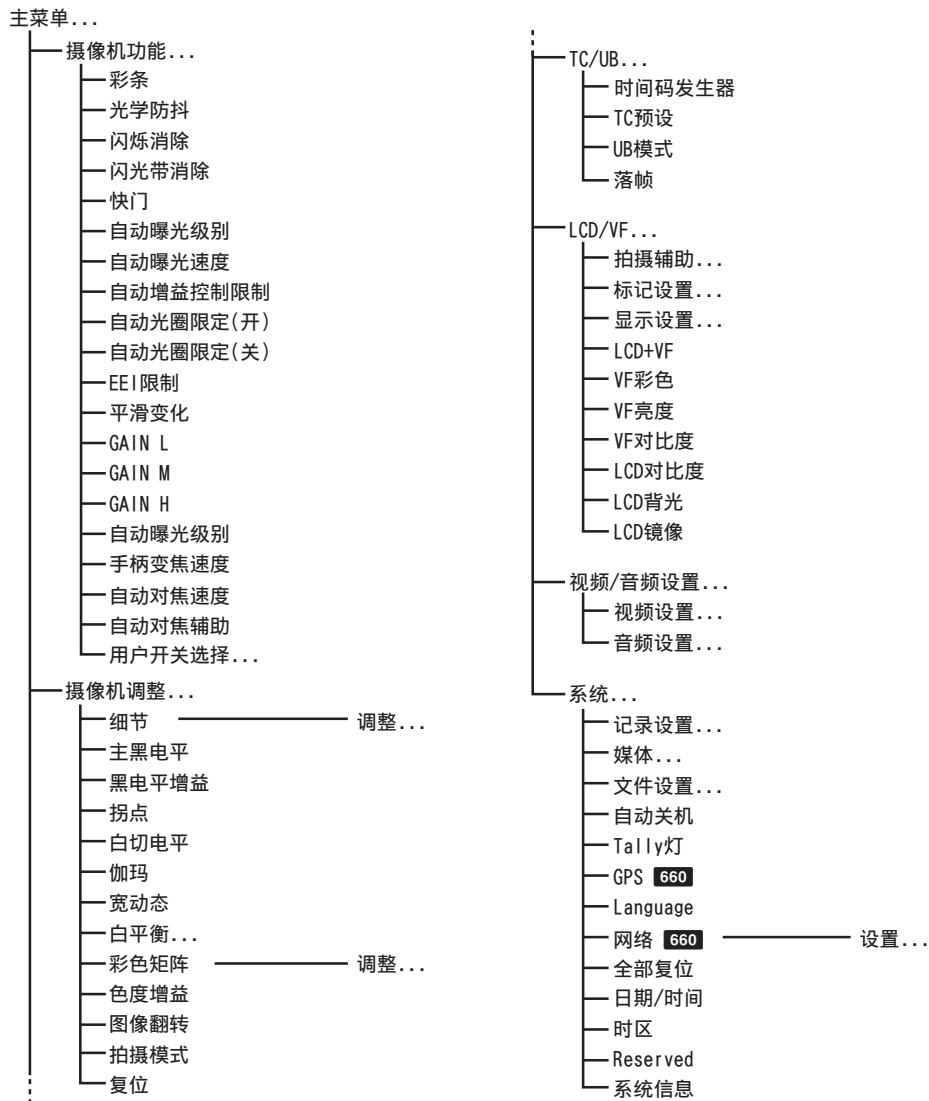 主菜单...
摄像机功能...
彩条
光学防抖
闪烁消除
闪光带消除
快门
自动曝光级别
自动曝光速度
自动增益控制限制
自动光圈限定(开)
自动光圈限定(关)
EEI限制
平滑变化
GAIN L
GAIN M
GAIN H
自动曝光级别
手柄变焦速度
自动对焦速度
自动对焦辅助
用户开关选择...
摄像机调整...
细节 调整...
主黑电平
黑电平增益
拐点
白切电平
伽玛
宽动态
白平衡...
彩色矩阵 调整...
色度增益
图像翻转
拍摄模式
复位
TC/UB...
时间码发生器
TC预设
UB模式
落帧
LCD/VF...
拍摄辅助...
标记设置...
显示设置...
LCD+VF
VF彩色
VF亮度
VF对比度
LCD对比度
LCD背光
LCD镜像
视频/音频设置...
视频设置...
音频设置...
系统...
记录设置...
媒体...
文件设置...
自动关机
Tally灯
GPS 660
Language
网络 660 设置...
全部复位
日期/时间
时区
Reserved
系统信息